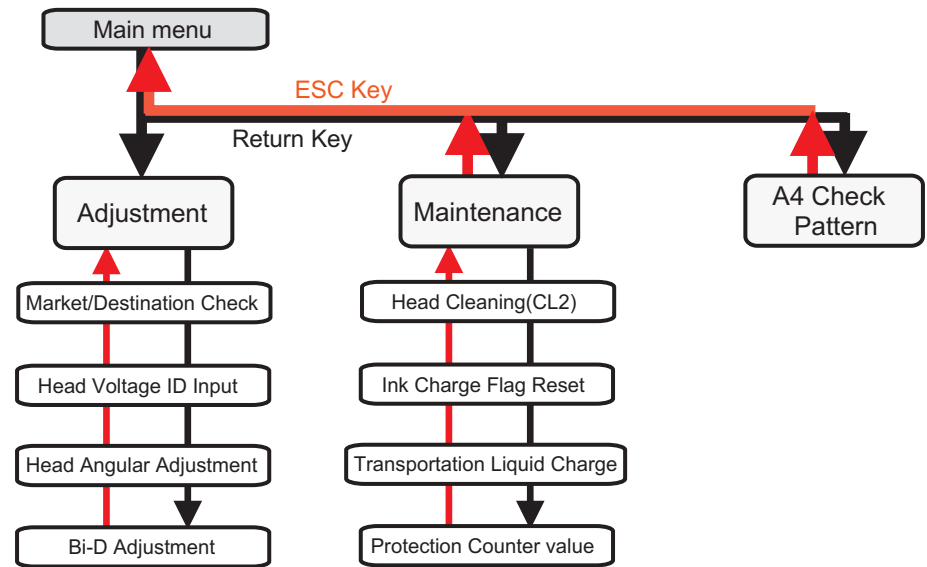 Main menu
ESC Key
Return Key
Adjustment
Maintenance
A4 Check
Pattern
Market/Destination Check
Head Cleaning(CL2)
Head Voltage ID Input
Ink Charge Flag Reset
Head Angular Adjustment
Transportation Liquid Charge
Bi-D Adjustment
Protection Counter value